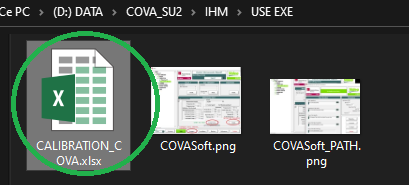 Ce PC > (D:) DATA > COVA_SU2 > IHM > USE EXE
X
CALIBRATION_C
OVA.xlsx
COVASoft.png
COVASoft_PATH.
png